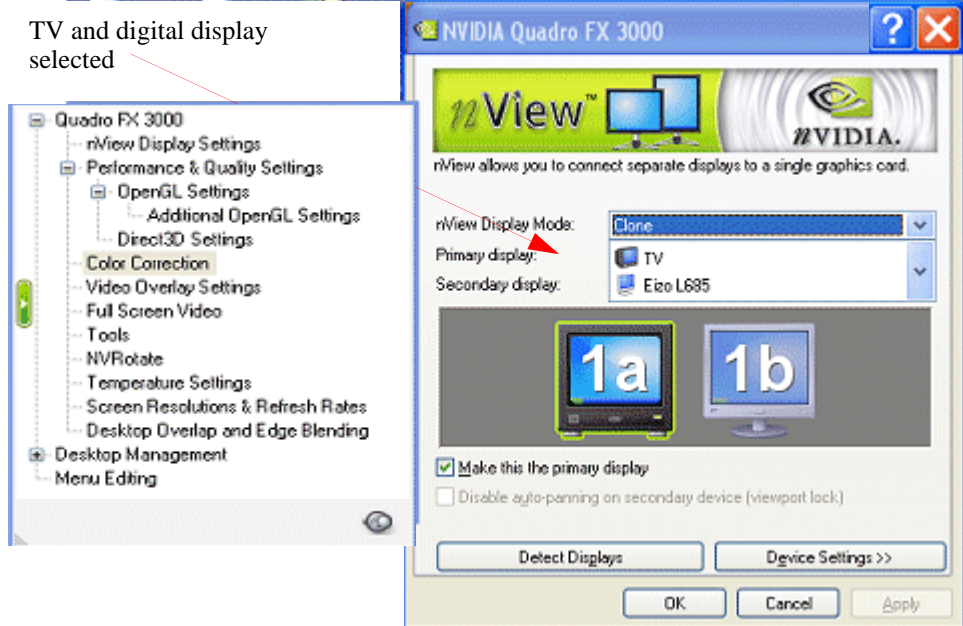 TV and digital display
selected
Quadro FX 3000
nView Display Settings
Performance & Quality Settings
OpenGL Settings
Additional OpenGL Settings
Direct3D Settings
Color Correction
Video Overlay Settings
Full Screen Video
Tools
NVRotate
Temperature Settings
Screen Resolutions & Refresh Rates
Desktop Overlap and Edge Blending
Desktop Management
Menu Editing
NVIDIA Quadro FX 3000
nView™
NVIDIA.
nView allows you to connect separate displays to a single graphics card.
nView Display Mode: Clone
Primary display: TV
Secondary display: Eizo L685
1a 1b
Make this the primary display
Disable auto-panning on secondary device (viewport lock)
Detect Displays Device Settings >>
OK Cancel Apply